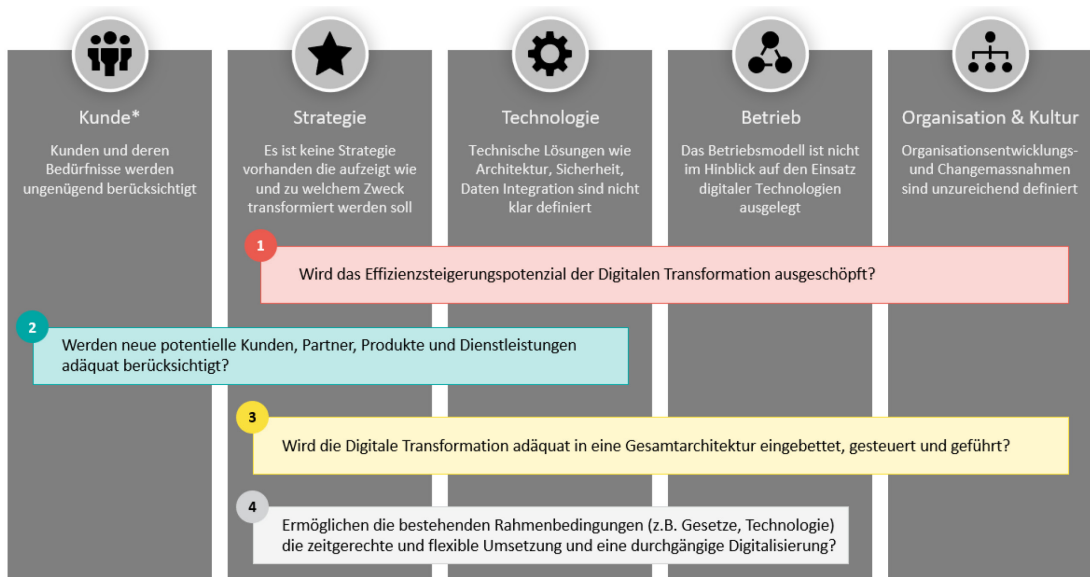 Kunde*
Kunden und deren
Bedürfnisse werden
ungenügend berücksichtigt
Strategie
Es ist keine Strategie
vorhanden die aufzeigt wie
und zu welchem Zweck
transformiert werden soll
Technologie
Technische Lösungen wie
Architektur, Sicherheit,
Daten Integration sind nicht
klar definiert
Betrieb
Das Betriebsmodell ist nicht
im Hinblick auf den Einsatz
digitaler Technologien
ausgelegt
Organisation & Kultur
Organisationsentwicklungs-
und Changemassnahmen
sind unzureichend definiert
1
Wird das Effizienzsteigerungspotenzial der Digitalen Transformation ausgeschöpft?
2
Werden neue potentielle Kunden, Partner, Produkte und Dienstleistungen
adäquat berücksichtigt?
3
Wird die Digitale Transformation adäquat in eine Gesamtarchitektur eingebettet, gesteuert und geführt?
4
Ermöglichen die bestehenden Rahmenbedingungen (z.B. Gesetze, Technologie)
die zeitgerechte und flexible Umsetzung und eine durchgängige Digitalisierung?